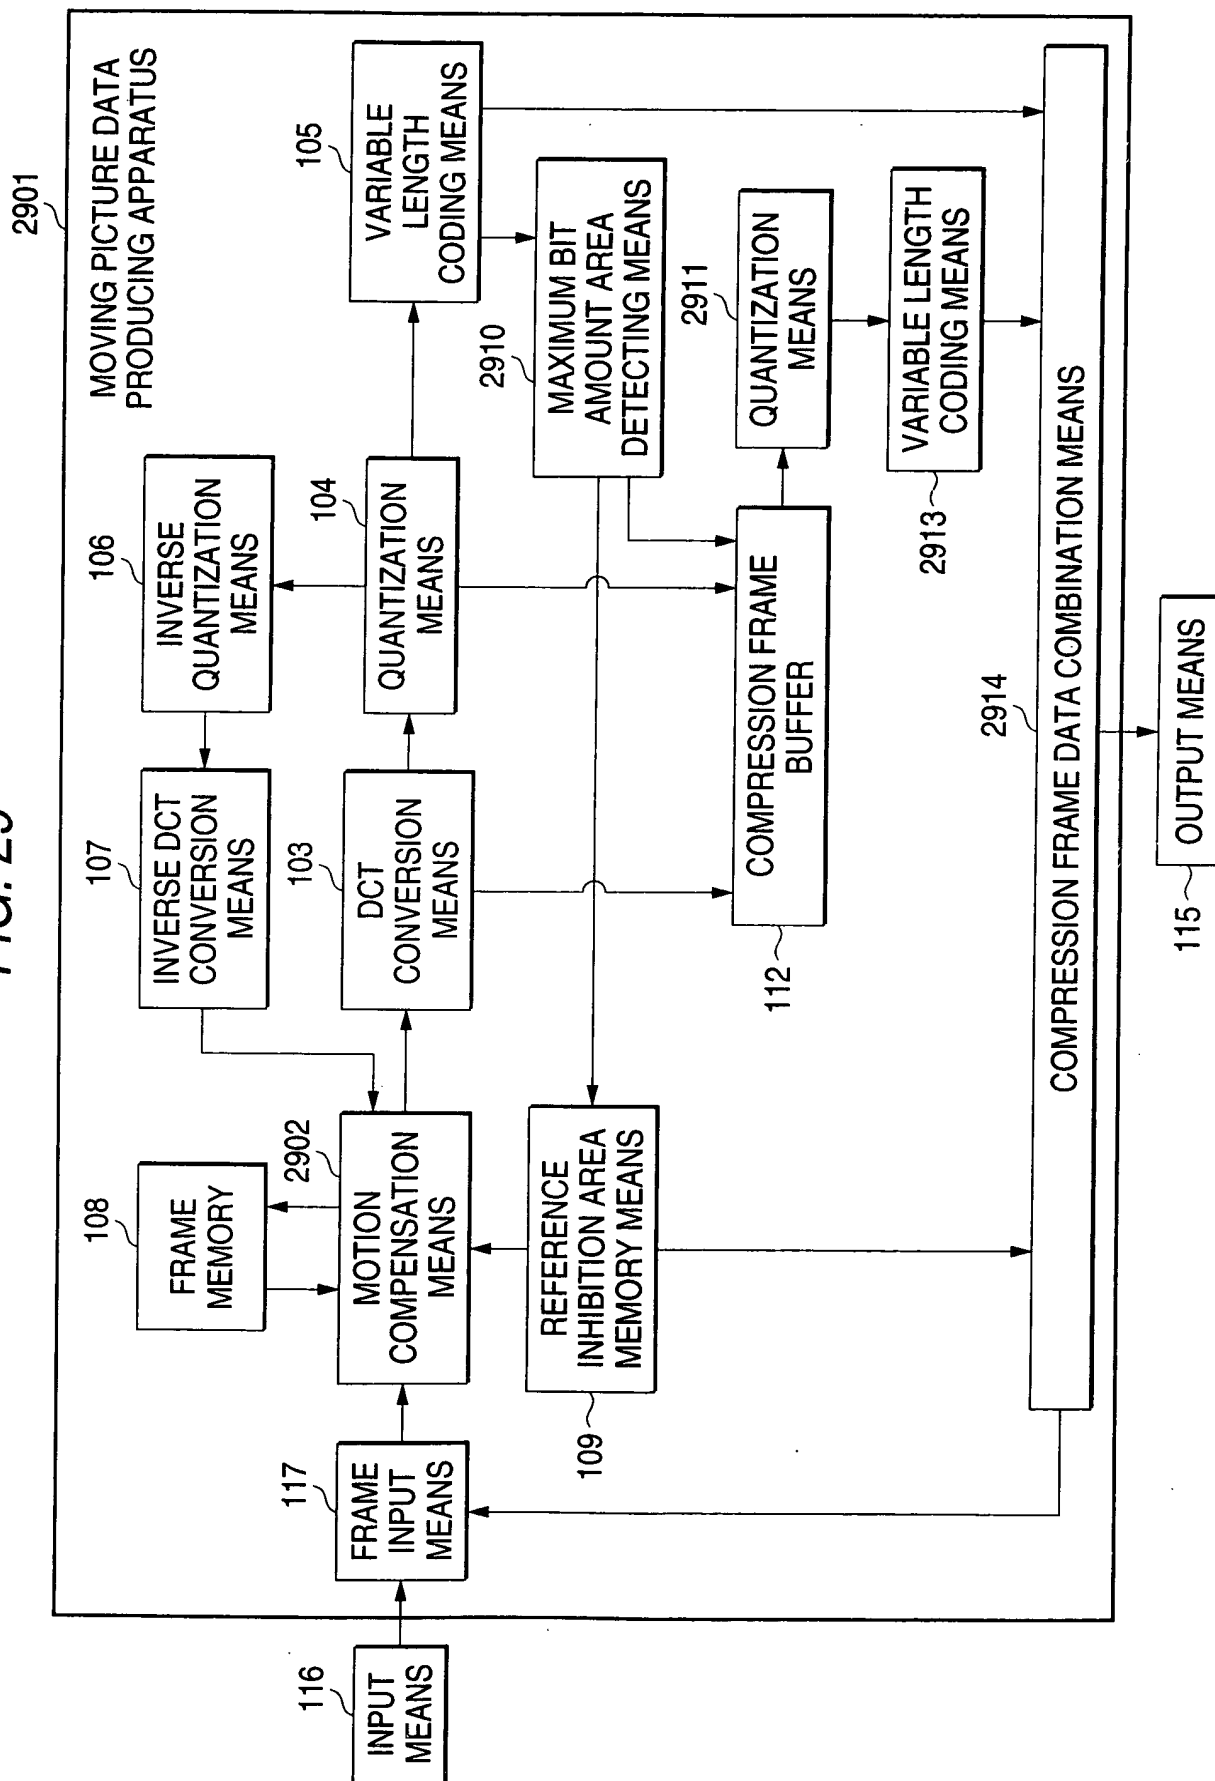 FIG. 29
2901
MOVING PICTURE DATA
PRODUCING APPARATUS
106
INVERSE
QUANTIZATION
MEANS
107
INVERSE DCT
CONVERSION
MEANS
108
FRAME
MEMORY
105
VARIABLE
LENGTH
CODING MEANS
104
QUANTIZATION
MEANS
103
DCT
CONVERSION
MEANS
2902
MOTION
COMPENSATION
MEANS
117
FRAME
INPUT
MEANS
116
INPUT
MEANS
2910
MAXIMUM BIT
AMOUNT AREA
DETECTING MEANS
109
REFERENCE
INHIBITION AREA
MEMORY MEANS
2911
QUANTIZATION
MEANS
112
COMPRESSION FRAME
BUFFER
2913
VARIABLE LENGTH
CODING MEANS
2914
COMPRESSION FRAME DATA COMBINATION MEANS
115
OUTPUT MEANS